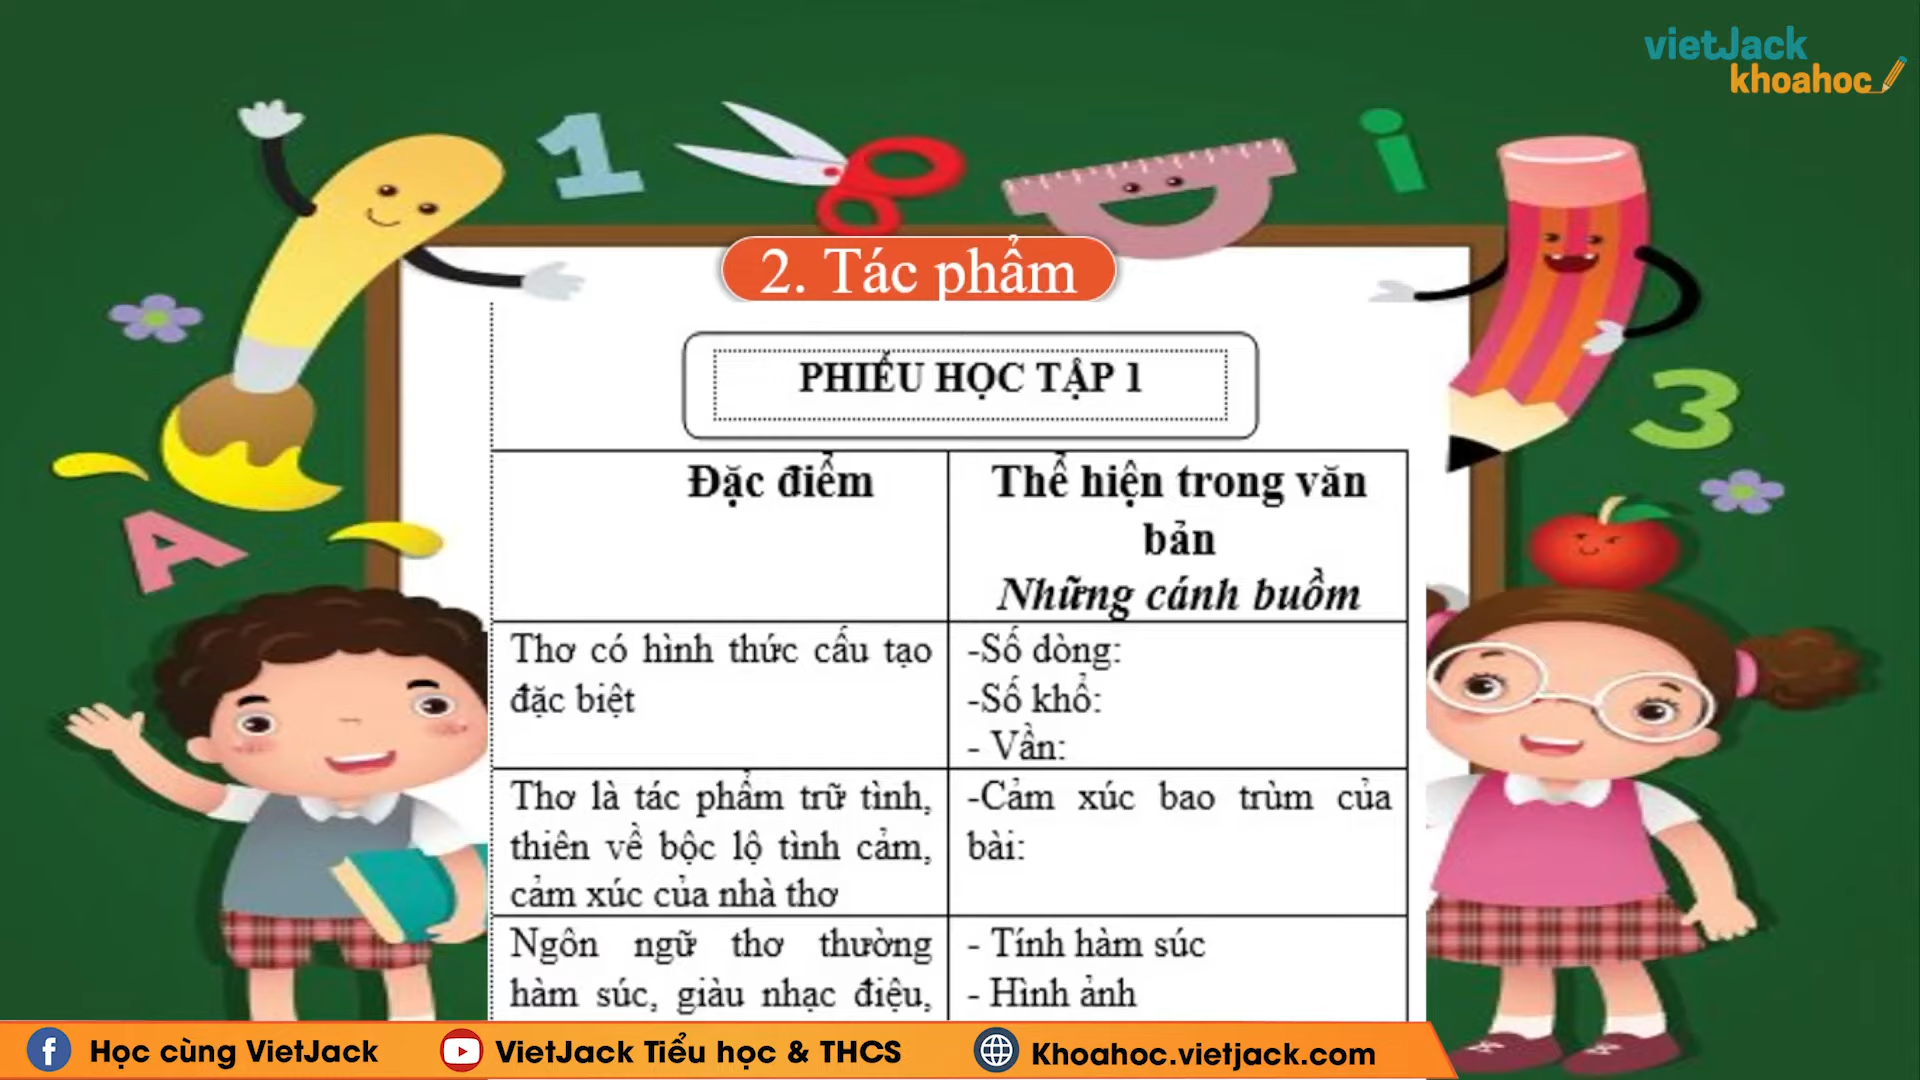 vietJack
khoahoc
1
i
3
A
2. Tác phẩm
PHIẾU HỌC TẬP 1
Đặc điểm
Thể hiện trong văn
bản
Những cánh buồm
Thơ có hình thức cấu tạo
đặc biệt
-Số dòng:
-Số khổ:
- Vần:
Thơ là tác phẩm trữ tình,
thiên về bộc lộ tình cảm,
cảm xúc của nhà thơ
-Cảm xúc bao trùm của
bài:
Ngôn ngữ thơ thường
hàm súc, giàu nhạc điệu,
- Tính hàm súc
- Hình ảnh
Học cùng VietJack
VietJack Tiểu học & THCS
Khoahoc.vietjack.com